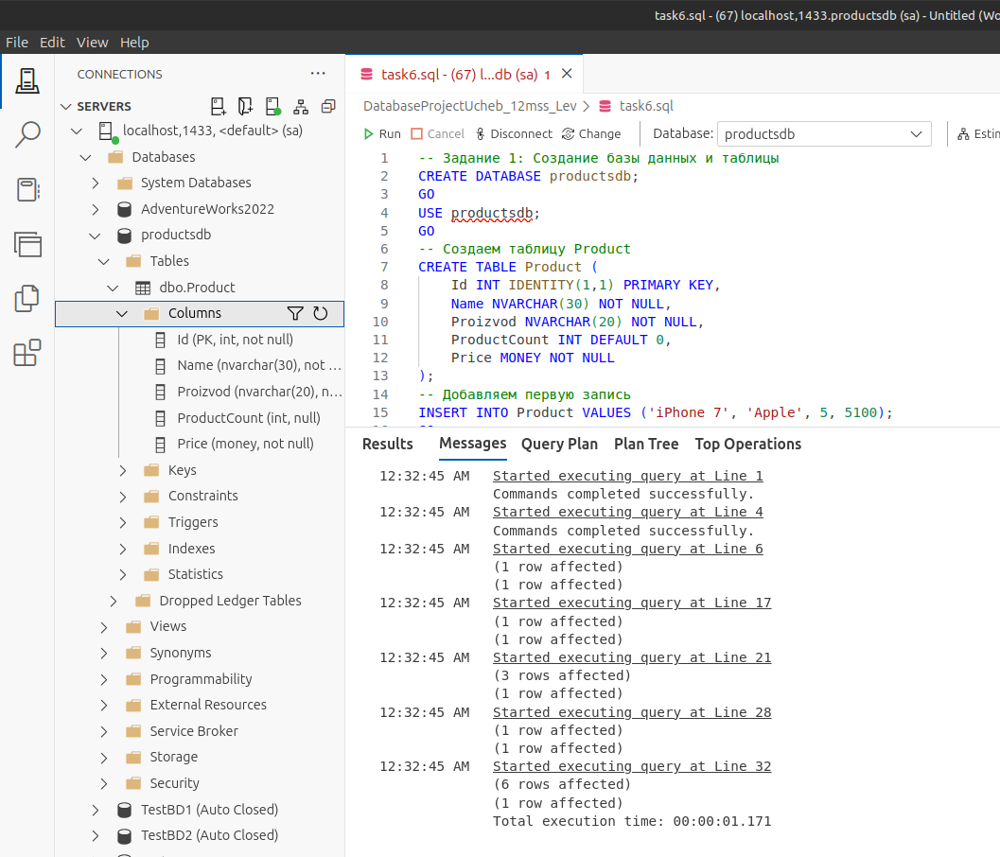 task6.sql - (67) localhost,1433.productsdb (sa) - Untitled (Wo
File Edit View Help
CONNECTIONS ...
SERVERS
localhost,1433, <default> (sa)
Databases
System Databases
AdventureWorks2022
productsdb
Tables
dbo.Product
Columns
Id (PK, int, not null)
Name (nvarchar(30), not ...
Proizvod (nvarchar(20), n...
ProductCount (int, null)
Price (money, not null)
Keys
Constraints
Triggers
Indexes
Statistics
Dropped Ledger Tables
Views
Synonyms
Programmability
External Resources
Service Broker
Storage
Security
TestBD1 (Auto Closed)
TestBD2 (Auto Closed)
task6.sql - (67) l...db (sa) 1
DatabaseProjectUcheb_12mss_Lev > task6.sql
Run Cancel Disconnect Change Database: productsdb Estin
1 -- Задание 1: Создание базы данных и таблицы
2 CREATE DATABASE productsdb;
3 GO
4 USE productsdb;
5 GO
6 -- Создаем таблицу Product
7 CREATE TABLE Product (
8 Id INT IDENTITY(1,1) PRIMARY KEY,
9 Name NVARCHAR(30) NOT NULL,
10 Proizvod NVARCHAR(20) NOT NULL,
11 ProductCount INT DEFAULT 0,
12 Price MONEY NOT NULL
13 );
14 -- Добавляем первую запись
15 INSERT INTO Product VALUES ('iPhone 7', 'Apple', 5, 5100);
Results Messages Query Plan Plan Tree Top Operations
12:32:45 AM Started executing query at Line 1
Commands completed successfully.
12:32:45 AM Started executing query at Line 4
Commands completed successfully.
12:32:45 AM Started executing query at Line 6
(1 row affected)
(1 row affected)
12:32:45 AM Started executing query at Line 17
(1 row affected)
(1 row affected)
12:32:45 AM Started executing query at Line 21
(3 rows affected)
(1 row affected)
12:32:45 AM Started executing query at Line 28
(1 row affected)
(1 row affected)
12:32:45 AM Started executing query at Line 32
(6 rows affected)
(1 row affected)
Total execution time: 00:00:01.171